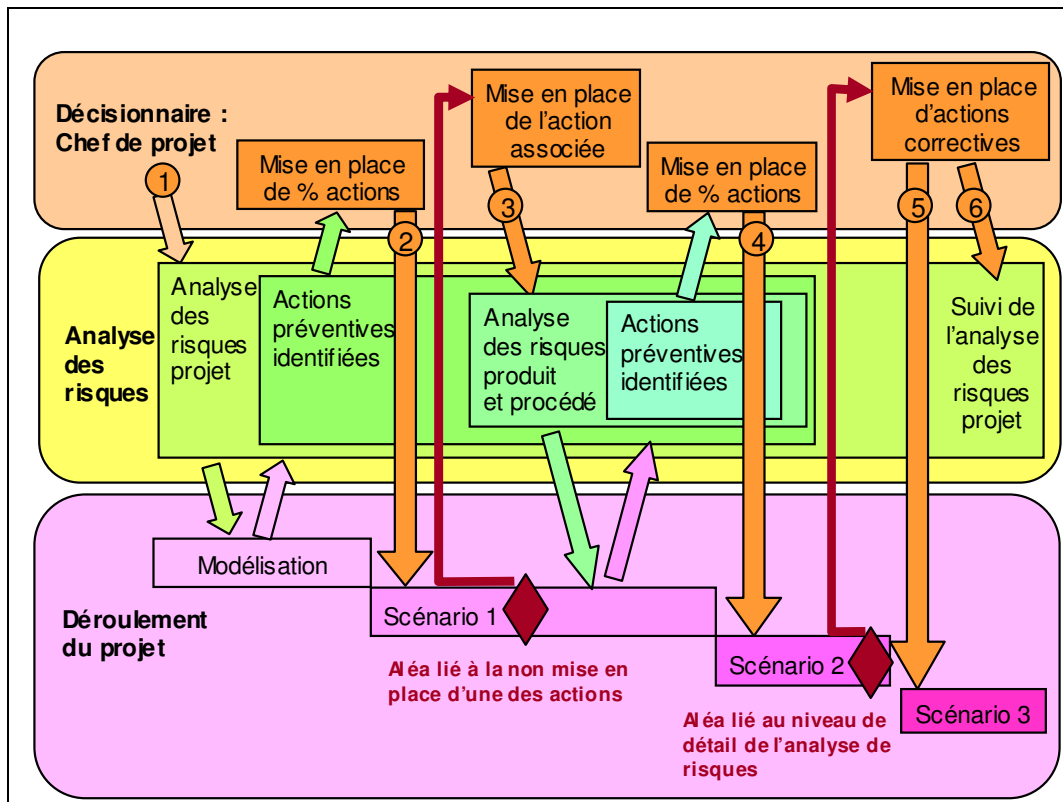 Décisionnaire :
Chef de projet
1
Mise en place
de % actions
2
Mise en place
de l'action
associée
3
Mise en place
de % actions
4
Mise en place
d'actions
correctives
5
6
Analyse
des
risques
Analyse
des
risques
projet
Actions
préventives
identifiées
Analyse
des risques
produit
et procédé
Actions
préventives
identifiées
Suivi de
l'analyse
des
risques
projet
Déroulement
du projet
Modélisation
Scénario 1
Aléa lié à la non mise en
place d'une des actions
Scénario 2
Aléa lié au niveau de
détail de l'analyse de
risques
Scénario 3